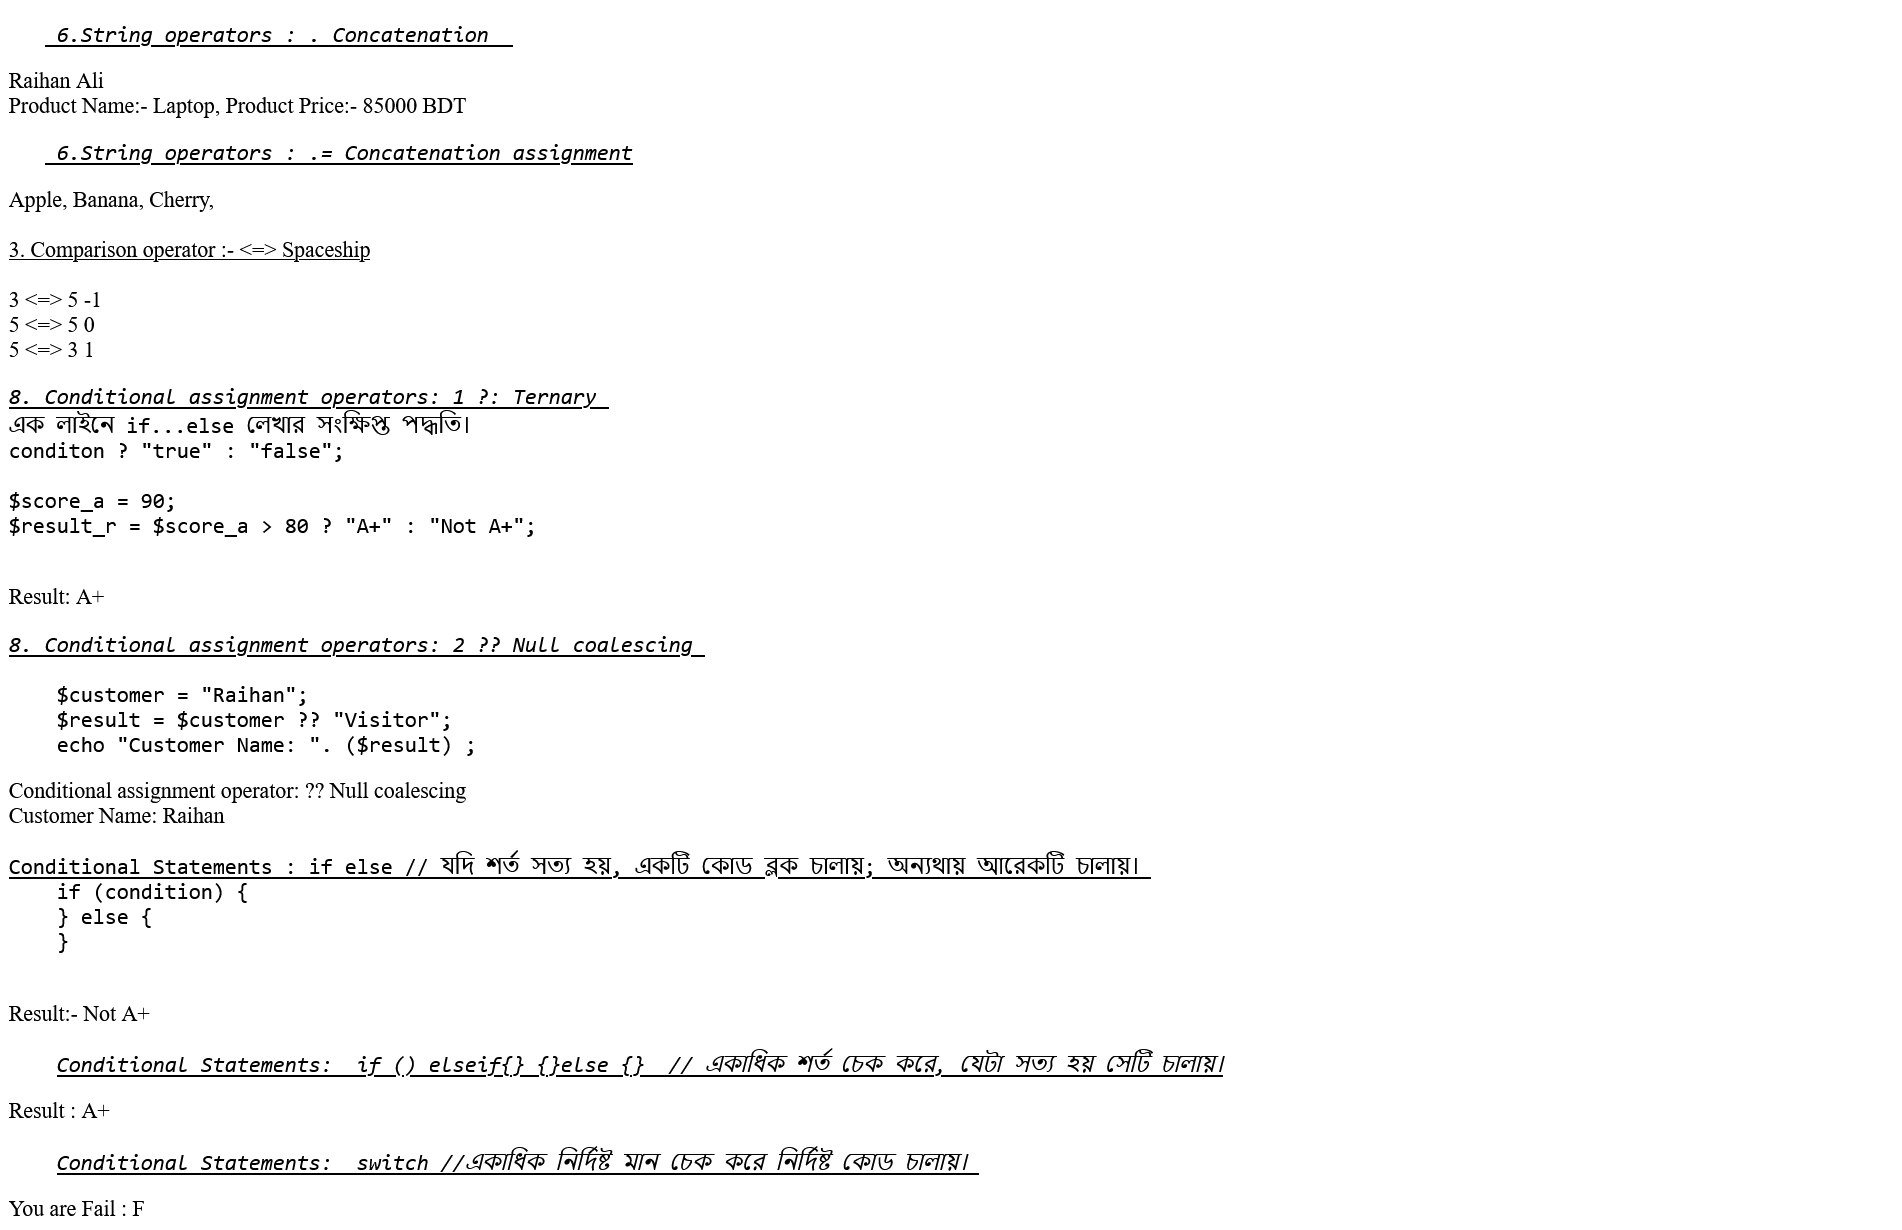 6.String operators : . Concatenation
Raihan Ali
Product Name:- Laptop, Product Price:- 85000 BDT
6.String operators : .= Concatenation assignment
Apple, Banana, Cherry,
3. Comparison operator :- <=> Spaceship
3 <=> 5 -1
5 <=> 5 0
5 <=> 3 1
8. Conditional assignment operators: 1 ?: Ternary
এক লাইনে if...else লেখার সংক্ষিপ্ত পদ্ধতি।
conditon ? "true" : "false";
$score_a = 90;
$result_r = $score_a > 80 ? "A+" : "Not A+";
Result: A+
8. Conditional assignment operators: 2 ?? Null coalescing
$customer = "Raihan";
$result = $customer ?? "Visitor";
echo "Customer Name: ". ($result) ;
Conditional assignment operator: ?? Null coalescing
Customer Name: Raihan
Conditional Statements : if else // যদি শর্ত সত্য হয়, একটি কোড ব্লক চালায়; অন্যথায় আরেকটি চালায়।
if (condition) {
} else {
}
Result:- Not A+
Conditional Statements:  if () elseif{} {}else {}  // একাধিক শর্ত চেক করে, যেটা সত্য হয় সেটি চালায়।
Result : A+
Conditional Statements:  switch //একাধিক নির্দিষ্ট মান চেক করে নির্দিষ্ট কোড চালায়।
You are Fail : F